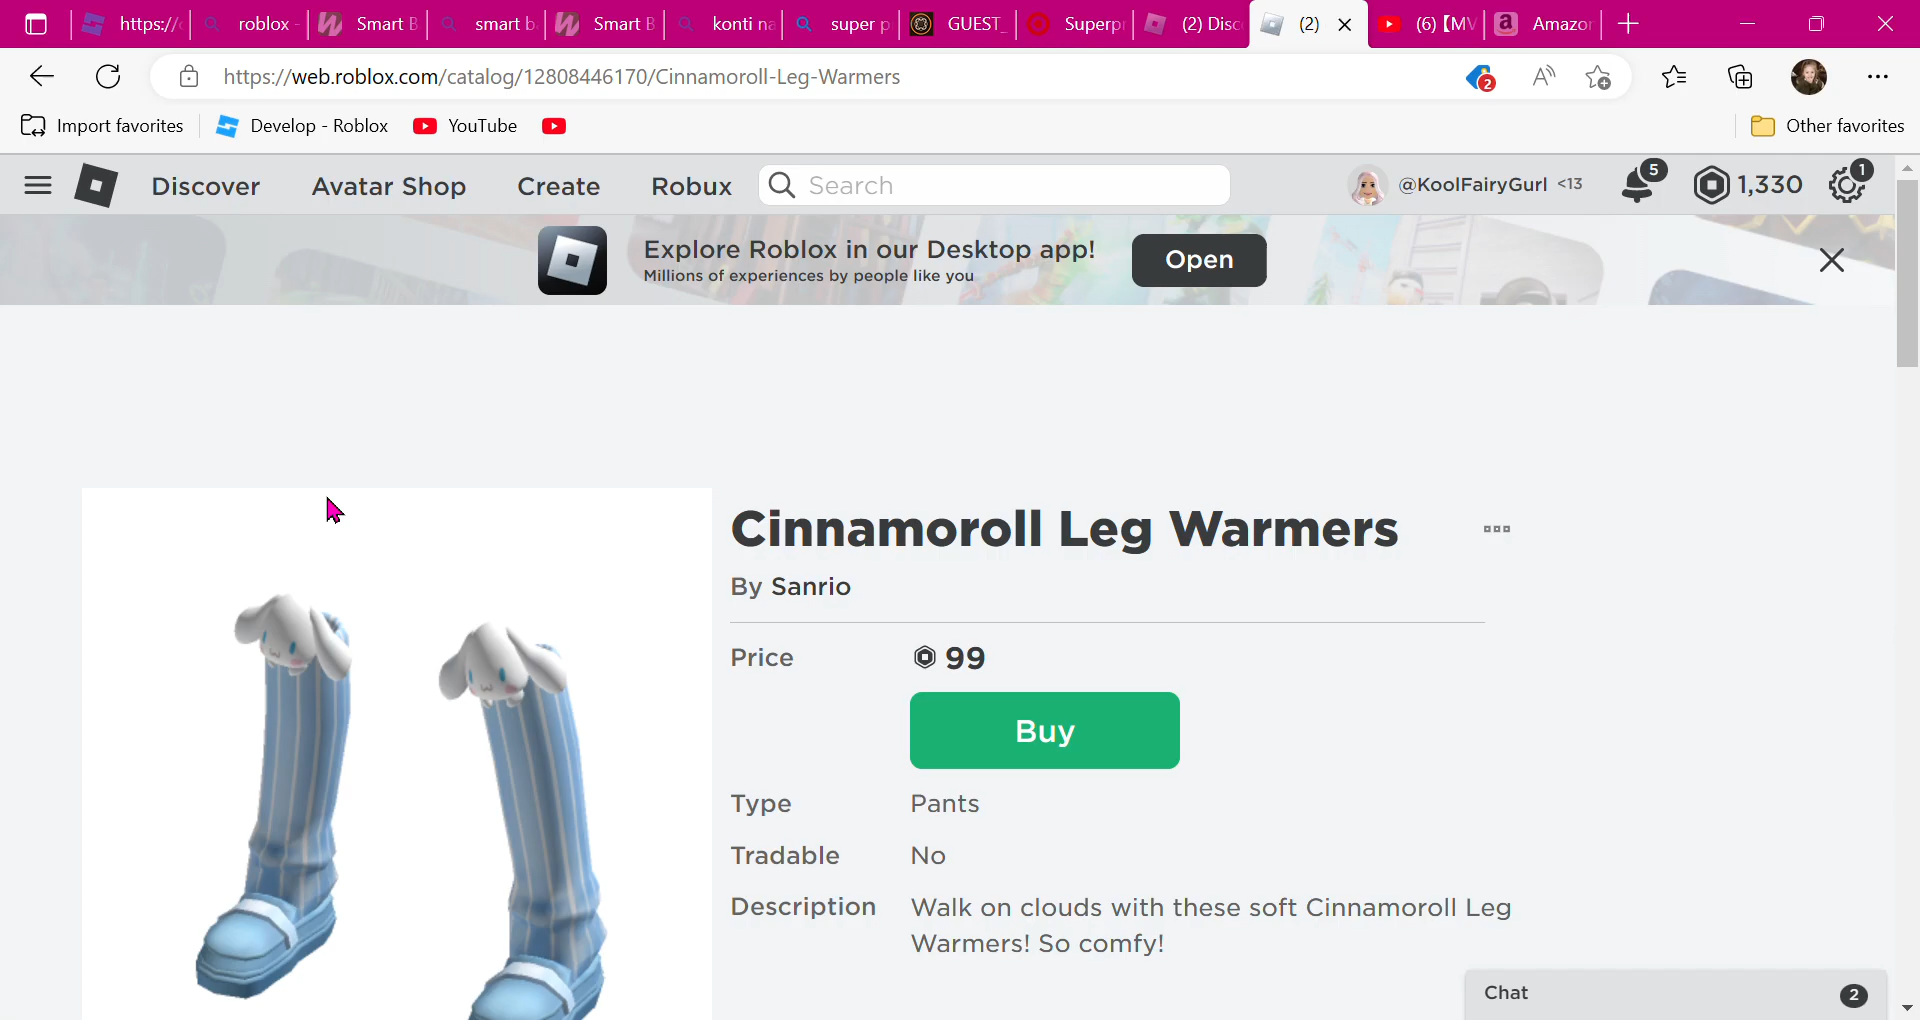 https://
roblox
Smart B
smart b
Smart B
konti na
super p
GUEST_
Superpr
(2) Disc
(2)
(6)【MV
Amazon
https://web.roblox.com/catalog/12808446170/Cinnamoroll-Leg-Warmers
2
Import favorites
Develop - Roblox
YouTube
Other favorites
Discover
Avatar Shop
Create
Robux
Search
@KoolFairyGurl <13
5
1,330
1
Explore Roblox in our Desktop app!
Millions of experiences by people like you
Open
Cinnamoroll Leg Warmers
By Sanrio
Price
99
Buy
Type
Pants
Tradable
No
Description
Walk on clouds with these soft Cinnamoroll Leg
Warmers! So comfy!
Chat
2